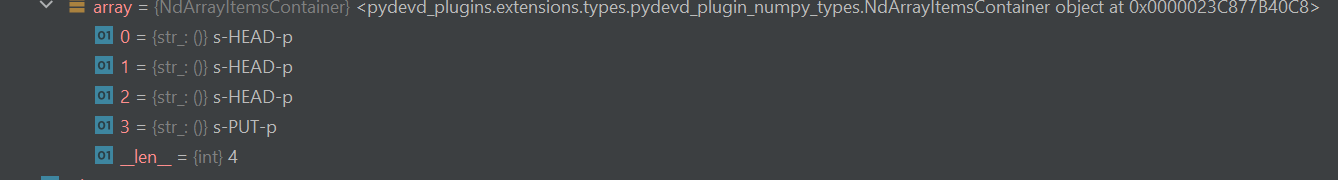 array = {NdArrayItemsContainer} <pydevd_plugins.extensions.types.pydevd_plugin_numpy_types.NdArrayItemsContainer object at 0x0000023C877B40C8>
01 0 = {str_: ()} s-HEAD-p
01 1 = {str_: ()} s-HEAD-p
01 2 = {str_: ()} s-HEAD-p
01 3 = {str_: ()} s-PUT-p
01 __len__ = {int} 4